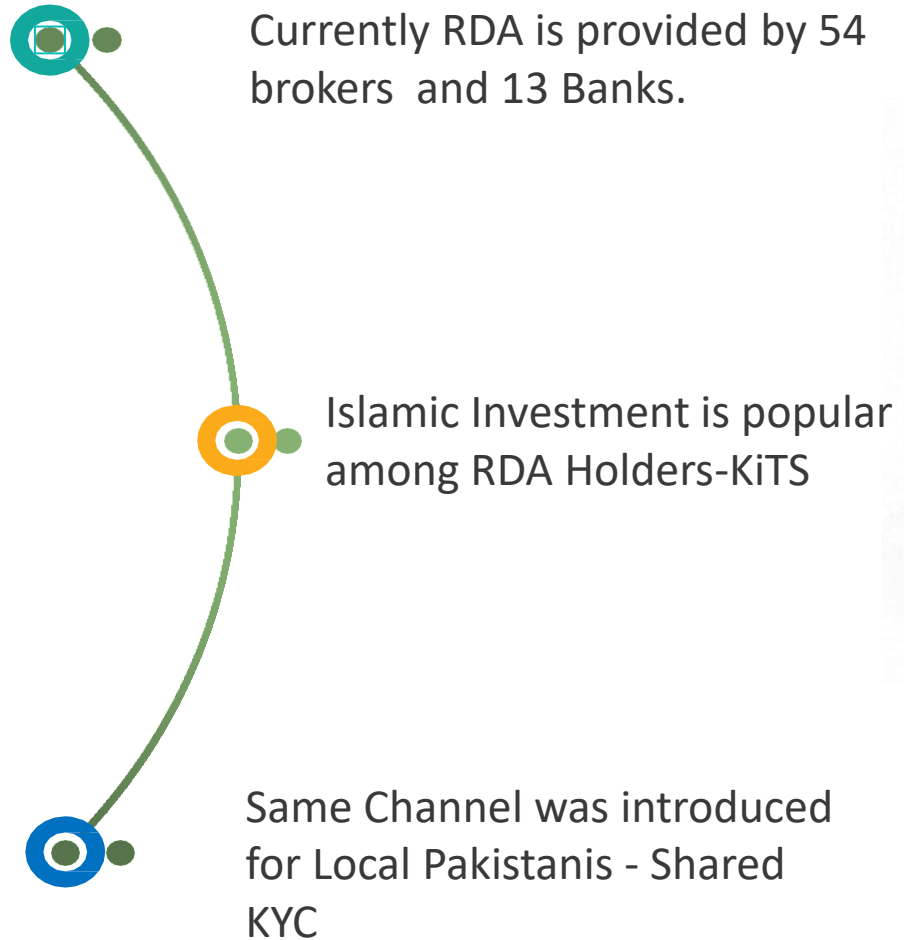 Currently RDA is provided by 54
brokers  and 13 Banks.
Islamic Investment is popular
among RDA Holders-KiTS
Same Channel was introduced
for Local Pakistanis - Shared
KYC